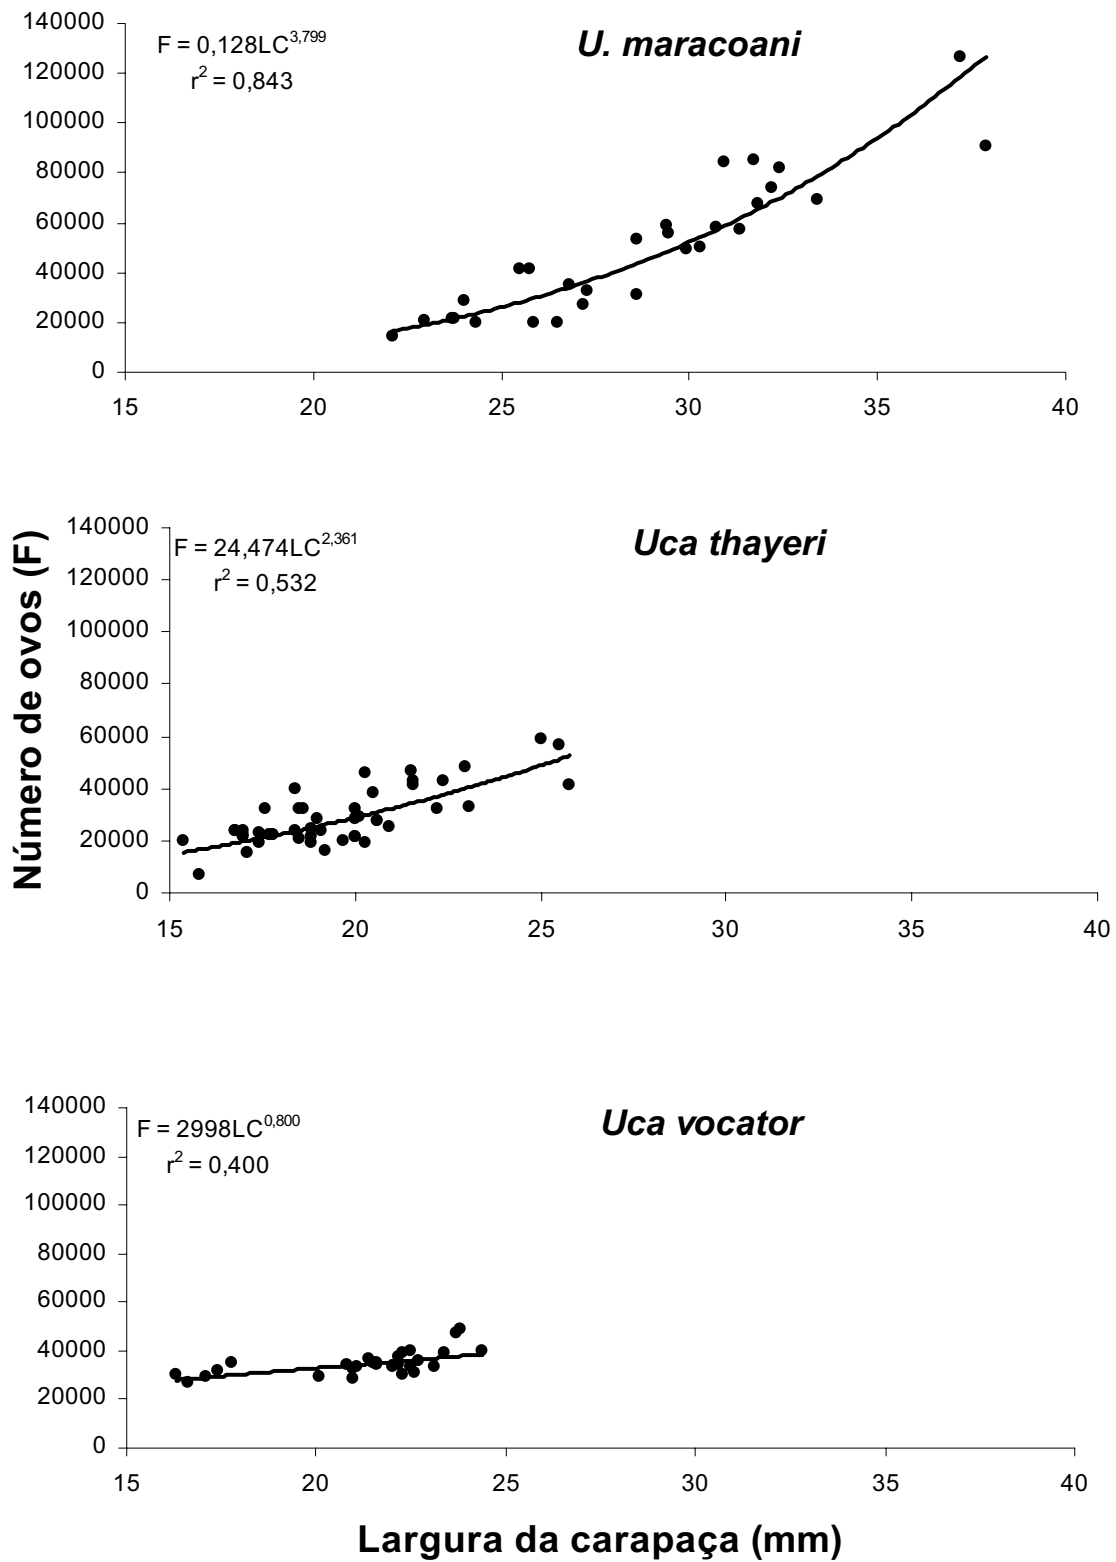 140000
F = 0,128LC^3,799
U. maracoani
r^2 = 0,843
120000
100000
80000
60000
40000
20000
0
15 20 25 30 35 40
Número de ovos (F)
140000
F = 24,474LC^2,361
Uca thayeri
r^2 = 0,532
120000
100000
80000
60000
40000
20000
0
15 20 25 30 35 40
140000
F = 2998LC^0,800
Uca vocator
r^2 = 0,400
120000
100000
80000
60000
40000
20000
0
15 20 25 30 35 40
Largura da carapaça (mm)